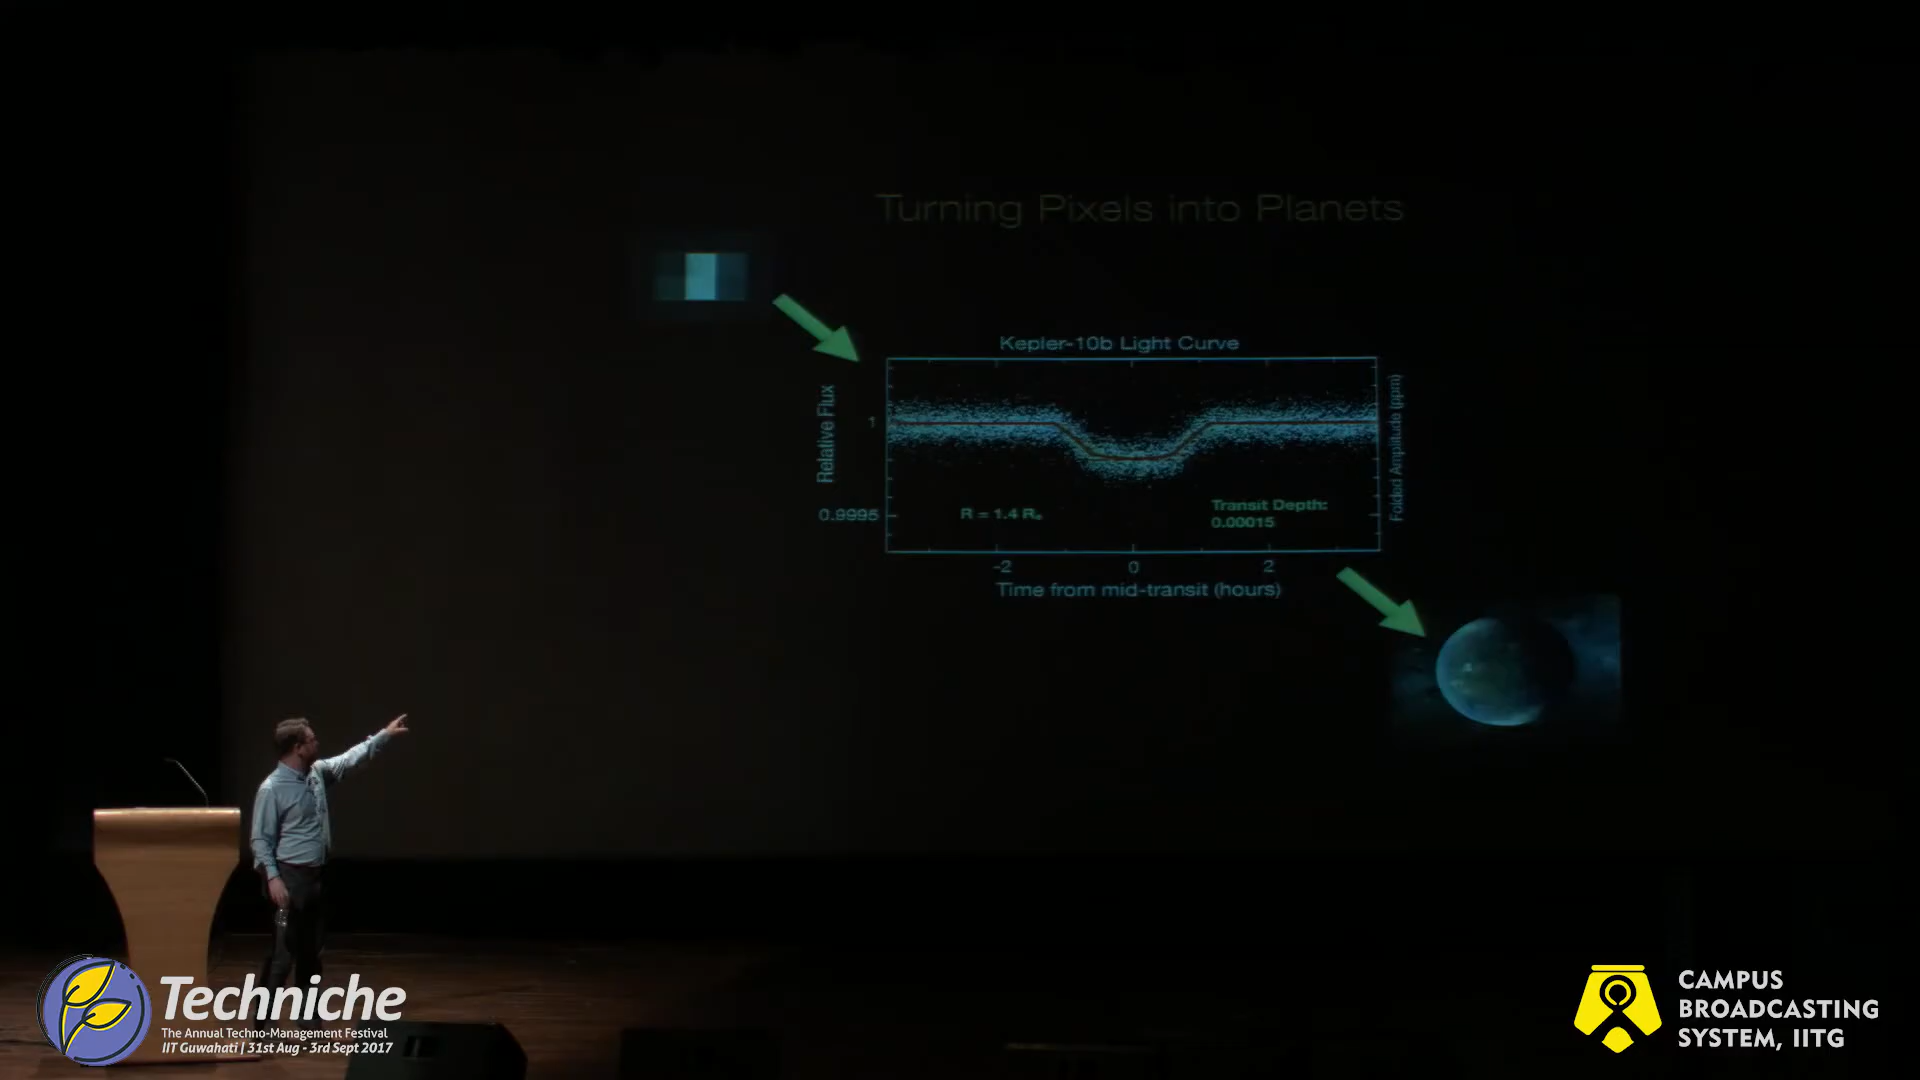 Turning Pixels into Planets
Kepler-10b Light Curve
Relative Flux
1
0.9995
R = 1.4 Rₑ
Transit Depth:
0.00015
Folded Amplitude (ppm)
-2 0 2
Time from mid-transit (hours)
Techniche
The Annual Techno-Management Festival
IIT Guwahati | 31st Aug - 3rd Sept 2017
CAMPUS
BROADCASTING
SYSTEM, IITG